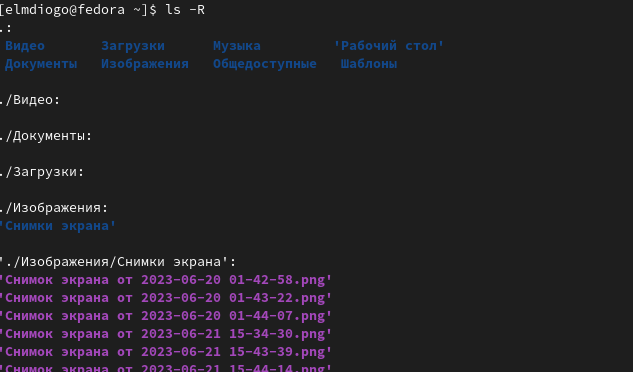 [elmdiogo@fedora ~]$ ls -R
.:
Видео Загрузки Музыка 'Рабочий стол'
Документы Изображения Общедоступные Шаблоны
./Видео:
./Документы:
./Загрузки:
./Изображения:
'Снимки экрана'
'./Изображения/Снимки экрана':
'Снимок экрана от 2023-06-20 01-42-58.png'
'Снимок экрана от 2023-06-20 01-43-22.png'
'Снимок экрана от 2023-06-20 01-44-07.png'
'Снимок экрана от 2023-06-21 15-34-30.png'
'Снимок экрана от 2023-06-21 15-43-39.png'
'Снимок экрана от 2023-06-21 15-44-14.png'